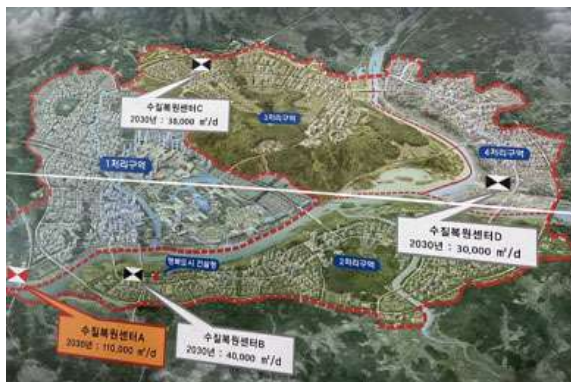 수질복원센터C
2030년 : 38,000 ㎥/d
3처리구역
1처리구역
4처리구역
수질복원센터D
2030년 : 30,000 ㎥/d
2처리구역
행복도시 건설청
수질복원센터A
2030년 : 110,000 ㎥/d
수질복원센터B
2030년 : 40,000 ㎥/d